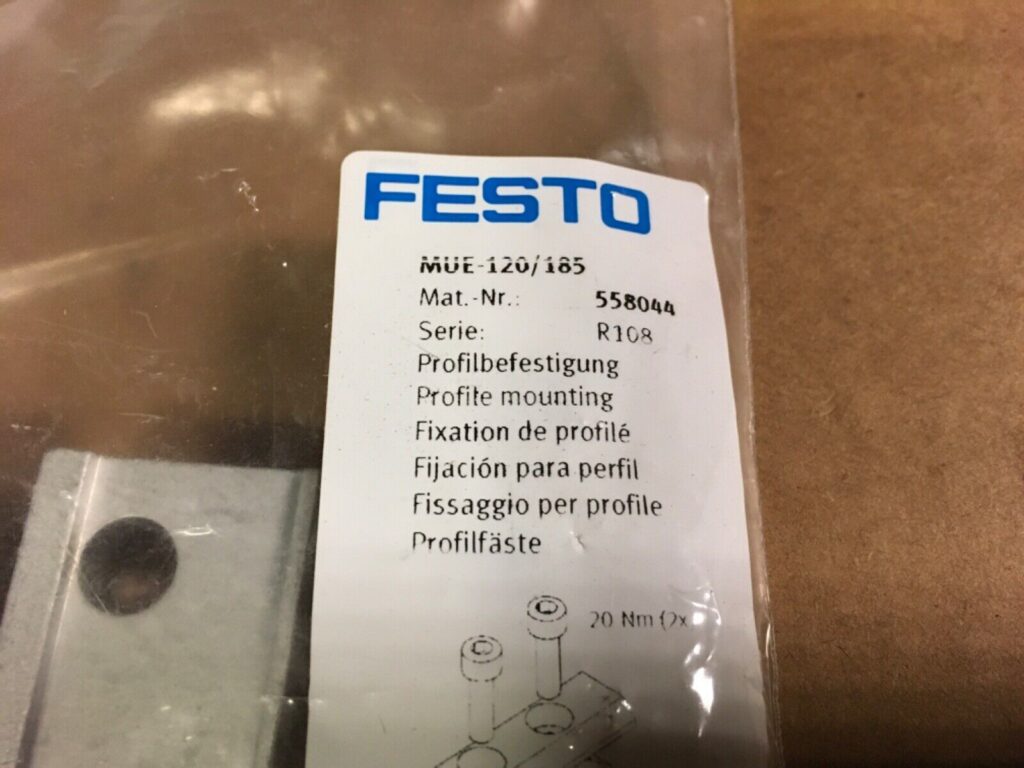 FESTO
MUE-120/185
Mat.-Nr.: 558044
Serie: R108
Profilbefestigung
Profile mounting
Fixation de profilé
Fijación para perfil
Fissaggio per profile
Profilfäste
20 Nm (2x